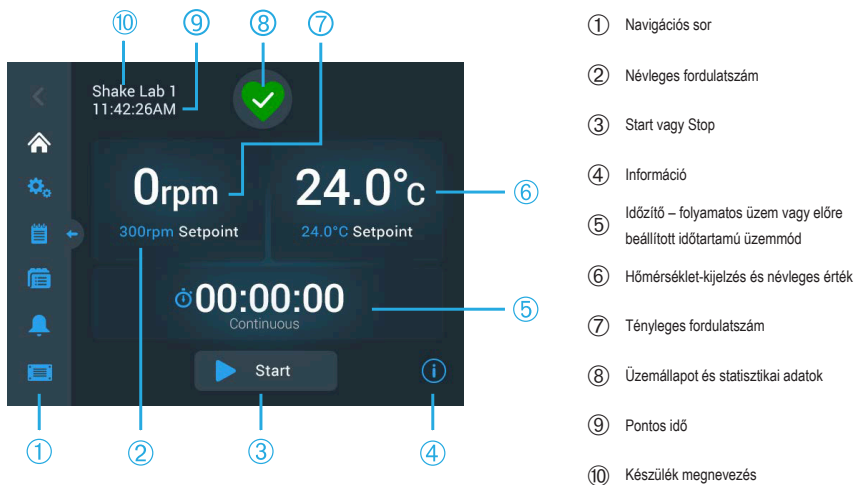 ⑩ ⑨ ⑧ ⑦
Shake Lab 1
11:42:26AM
0rpm
300rpm Setpoint
24.0°C
24.0°C Setpoint
⑥
00:00:00
Continuous
⑤
Start
① ② ③ ④
① Navigációs sor
② Névleges fordulatszám
③ Start vagy Stop
④ Információ
⑤ Időzítő – folyamatos üzem vagy előre
beállított időtartamú üzemmód
⑥ Hőmérséklet-kijelzés és névleges érték
⑦ Tényleges fordulatszám
⑧ Üzemállapot és statisztikai adatok
⑨ Pontos idő
⑩ Készülék megnevezés